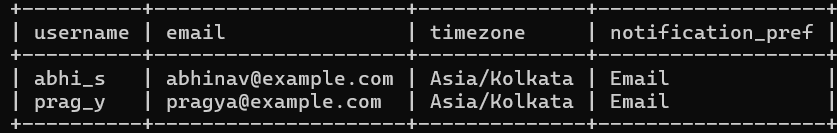 | username | email                | timezone     | notification_pref |
| abhi_s   | abhinav@example.com | Asia/Kolkata | Email             |
| prag_y   | pragya@example.com  | Asia/Kolkata | Email             |